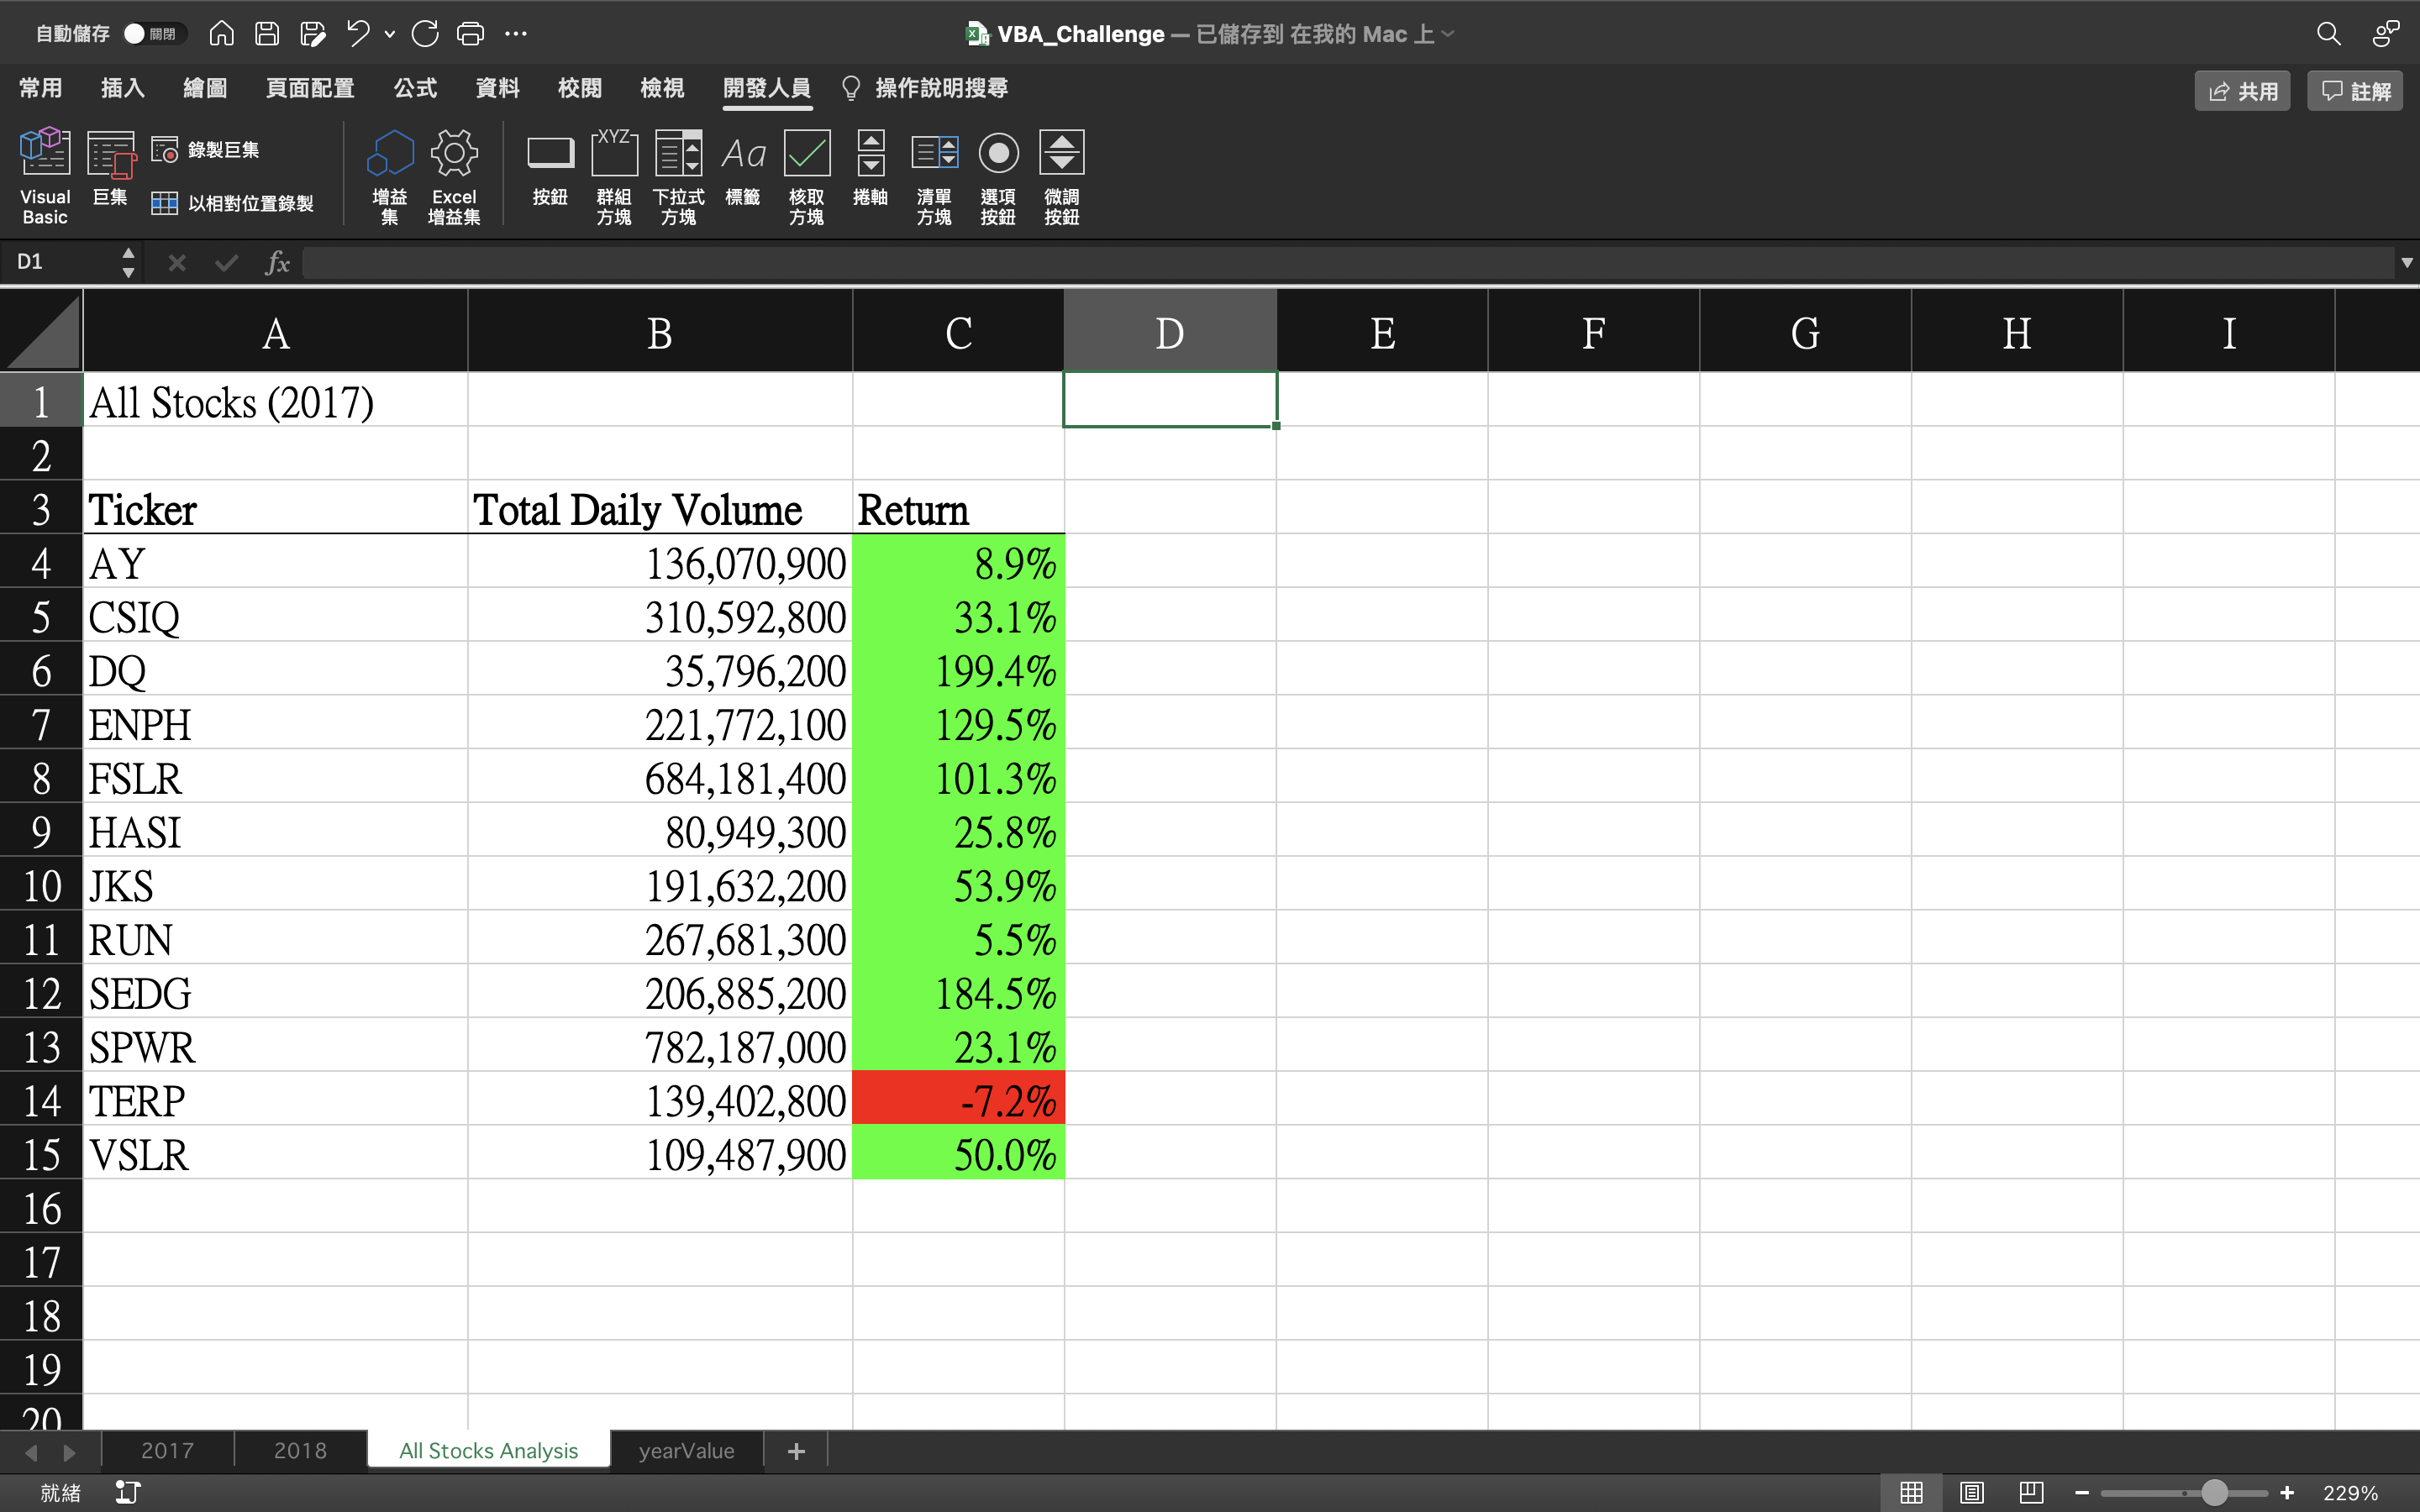 自動儲存 關閉 VBA_Challenge — 已儲存到 在我的 Mac 上
常用 插入 繪圖 頁面配置 公式 資料 校閱 檢視 開發人員 操作說明搜尋 共用 註解
Visual Basic 巨集 錄製巨集 以相對位置錄製 增益集 Excel 增益集 按鈕 XYZ 群組方塊 下拉式方塊 Aa 標籤 核取方塊 捲軸 清單方塊 選項按鈕 微調按鈕
D1 fx
A B C D E F G H I
1 All Stocks (2017)
2
3 Ticker Total Daily Volume Return
4 AY 136,070,900 8.9%
5 CSIQ 310,592,800 33.1%
6 DQ 35,796,200 199.4%
7 ENPH 221,772,100 129.5%
8 FSLR 684,181,400 101.3%
9 HASI 80,949,300 25.8%
10 JKS 191,632,200 53.9%
11 RUN 267,681,300 5.5%
12 SEDG 206,885,200 184.5%
13 SPWR 782,187,000 23.1%
14 TERP 139,402,800 -7.2%
15 VSLR 109,487,900 50.0%
16
17
18
19
20
2017 2018 All Stocks Analysis yearValue +
就緒 229%